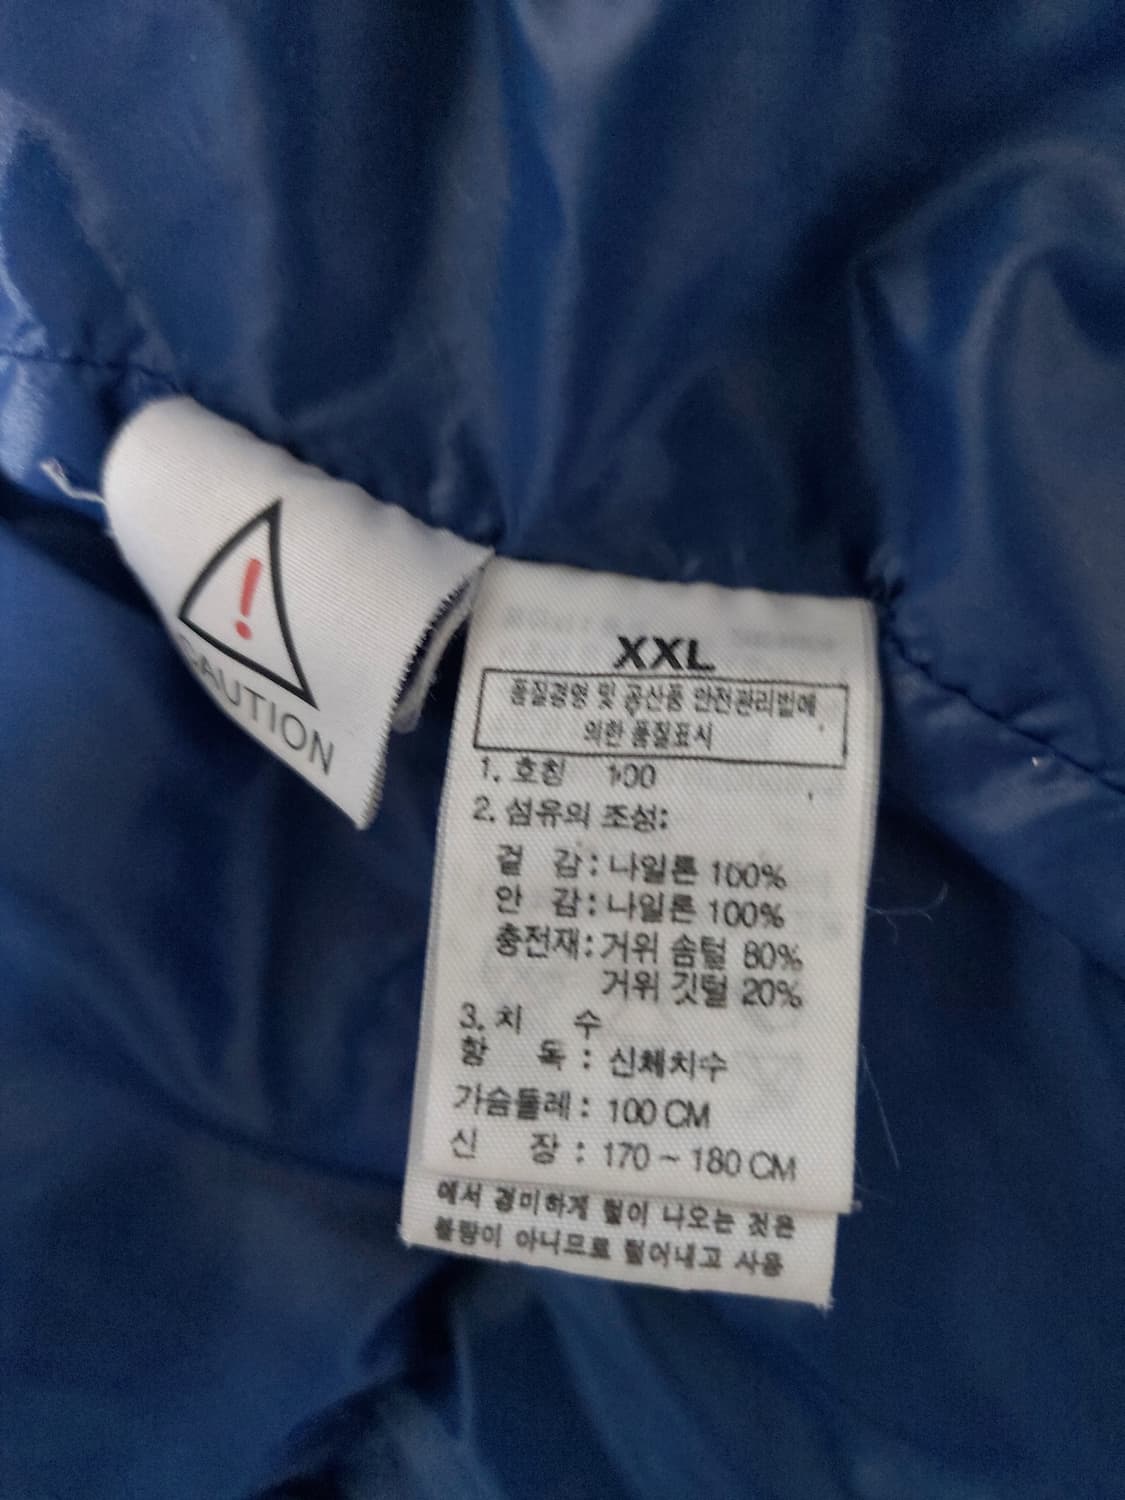 CAUTION
XXL
품질경영 및 공산품 안전관리법에
의한 품질표시
1. 호칭 100
2. 섬유의 조성:
겉 감 : 나일론 100%
안 감 : 나일론 100%
충전재 : 거위 솜털 80%
거위 깃털 20%
3. 치 수
항 목 : 신체치수
가슴둘레 : 100 CM
신 장 : 170 ~ 180 CM
에서 경미하게 털이 나오는 것은
불량이 아니므로 털어내고 사용